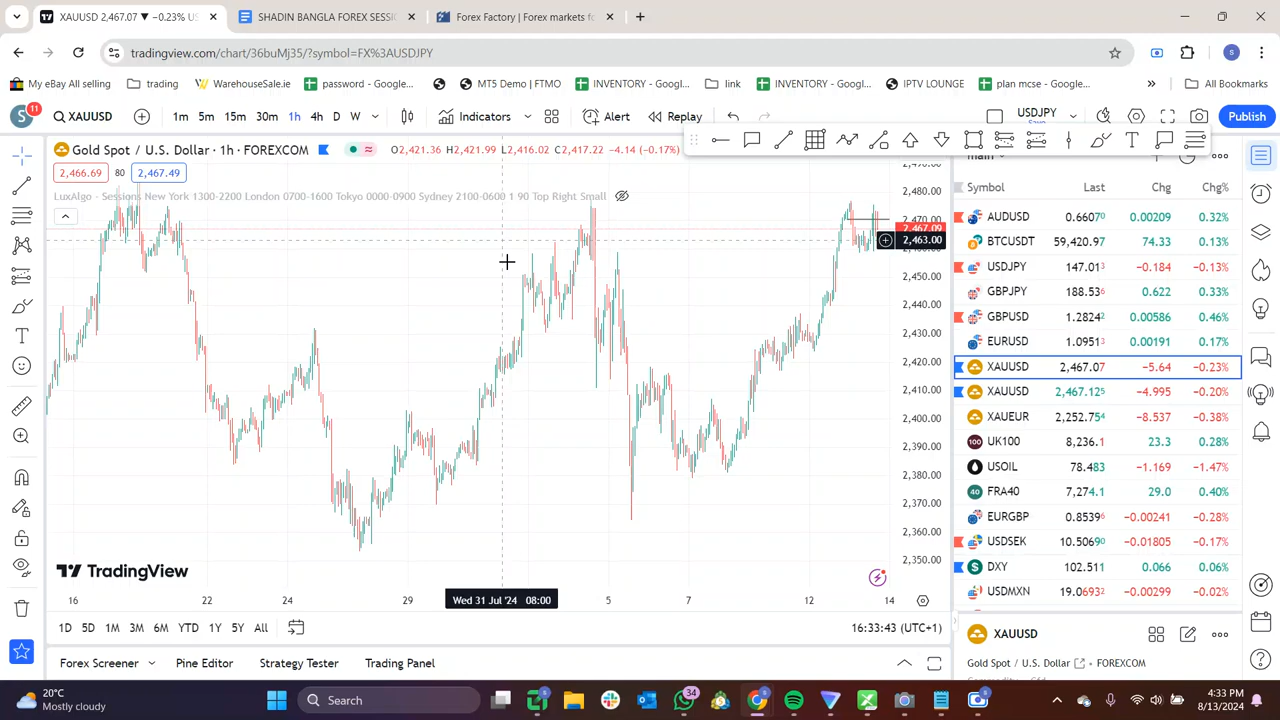 XAUUSD 2,467.07 ▼ −0.23% US
SHADIN BANGLA FOREX SESSI
Forex Factory | Forex markets fo
tradingview.com/chart/36buMj35/?symbol=FX%3AUSDJPY
My eBay All selling
trading
WarehouseSale.ie
password - Google...
MT5 Demo | FTMO
INVENTORY - Googl...
link
INVENTORY - Googl...
IPTV LOUNGE
plan mcse - Google...
All Bookmarks
S 11 XAUUSD 1m 5m 15m 30m 1h 4h D W Indicators Alert Replay USDJPY Save Publish
Gold Spot / U.S. Dollar · 1h · FOREXCOM O2,421.36 H2,421.99 L2,416.02 C2,417.22 −4.14 (−0.17%)
2,466.69 80 2,467.49
LuxAlgo - Sessions New York 1300-2200 London 0700-1600 Tokyo 0000-0900 Sydney 2100-0600 1 90 Top Right Small
2,480.00
2,470.00
2,467.09
2,463.00
2,450.00
2,440.00
2,430.00
2,420.00
2,410.00
2,400.00
2,390.00
2,380.00
2,370.00
2,360.00
2,350.00
TradingView
16 22 24 29 Wed 31 Jul '24 08:00 5 7 12 14
1D 5D 1M 3M 6M YTD 1Y 5Y All 16:33:43 (UTC+1)
Forex Screener Pine Editor Strategy Tester Trading Panel
main
Symbol Last Chg Chg%
AUDUSD 0.66070 0.00209 0.32%
BTCUSDT 59,420.97 74.33 0.13%
USDJPY 147.013 −0.184 −0.13%
GBPJPY 188.536 0.622 0.33%
GBPUSD 1.28242 0.00586 0.46%
EURUSD 1.09513 0.00191 0.17%
XAUUSD 2,467.07 −5.64 −0.23%
XAUUSD 2,467.125 −4.995 −0.20%
XAUEUR 2,252.754 −8.537 −0.38%
UK100 8,236.1 23.3 0.28%
USOIL 78.483 −1.169 −1.47%
FRA40 7,274.1 29.0 0.40%
EURGBP 0.85396 −0.00241 −0.28%
USDSEK 10.50690 −0.01805 −0.17%
DXY 102.511 0.066 0.06%
USDMXN 19.06932 −0.00299 −0.02%
XAUUSD
Gold Spot / U.S. Dollar FOREXCOM
20°C
Mostly cloudy
Search
34
4:33 PM
8/13/2024